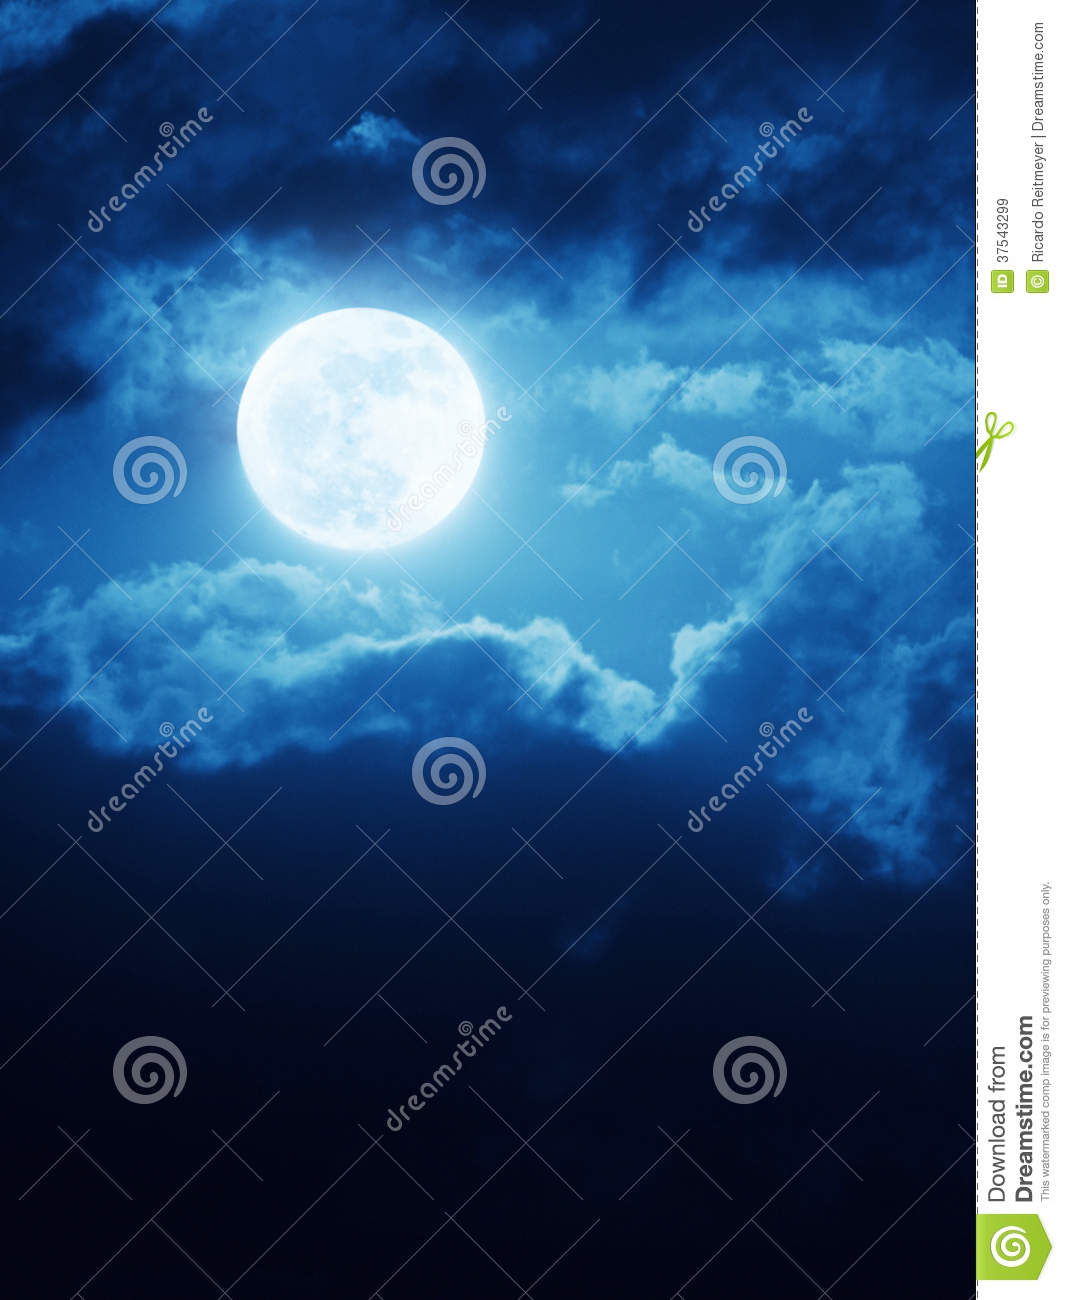 Ricardo Reitmeyer | Dreamstime.com
©
37543299
ID
dreamstime
dreamstime
dreamstime
dreamstime
dreamstime
dreamstime
Download from
Dreamstime.com
This watermarked comp image is for previewing purposes only.